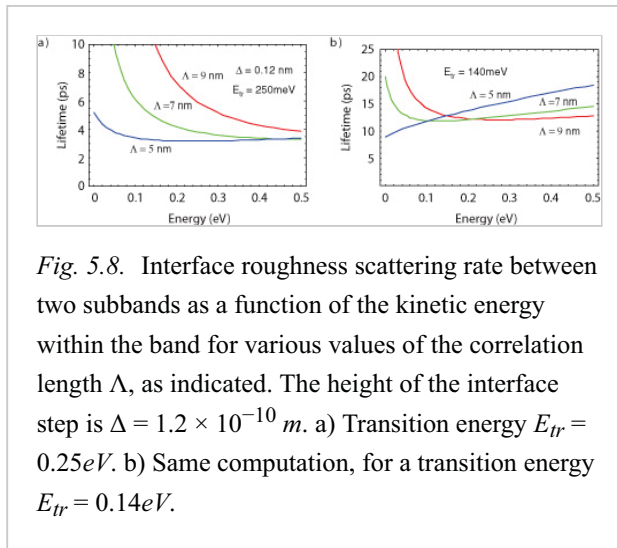 a)
10
8
6
4
2
0
Lifetime (ps)
Λ = 9 nm
Δ = 0.12 nm
E_tr = 250meV
Λ =7 nm
Λ = 5 nm
0
0.1
0.2
0.3
0.4
0.5
Energy (eV)
b)
25
20
15
10
5
Lifetime (ps)
E_tr = 140meV
Λ = 5 nm
Λ =7nm
Λ = 9 nm
0
0.1
0.2
0.3
0.4
0.5
Energy (eV)
Fig. 5.8. Interface roughness scattering rate between
two subbands as a function of the kinetic energy
within the band for various values of the correlation
length Λ, as indicated. The height of the interface
step is Δ = 1.2 × 10⁻¹⁰ m. a) Transition energy E_tr =
0.25eV. b) Same computation, for a transition energy
E_tr = 0.14eV.